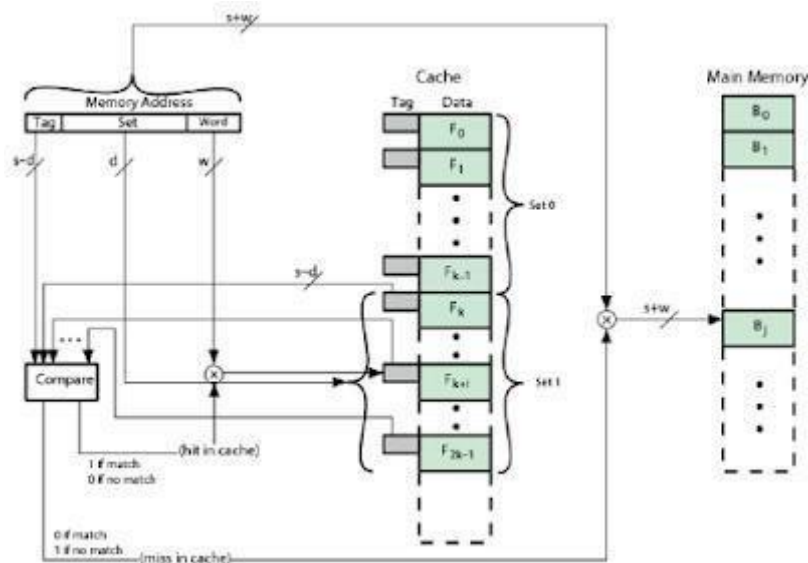 s+w
Cache
Main Memory
Memory Address
Tag Data
Tag Set Word
F0
B0
s−d
d
w
F1
B1
Set 0
s−d
Fk−1
Fk
s+w
Bj
Compare
Fk+i
Set 1
(hit in cache)
1 if match
0 if no match
F2k−1
0 if match
1 if no match
(miss in cache)